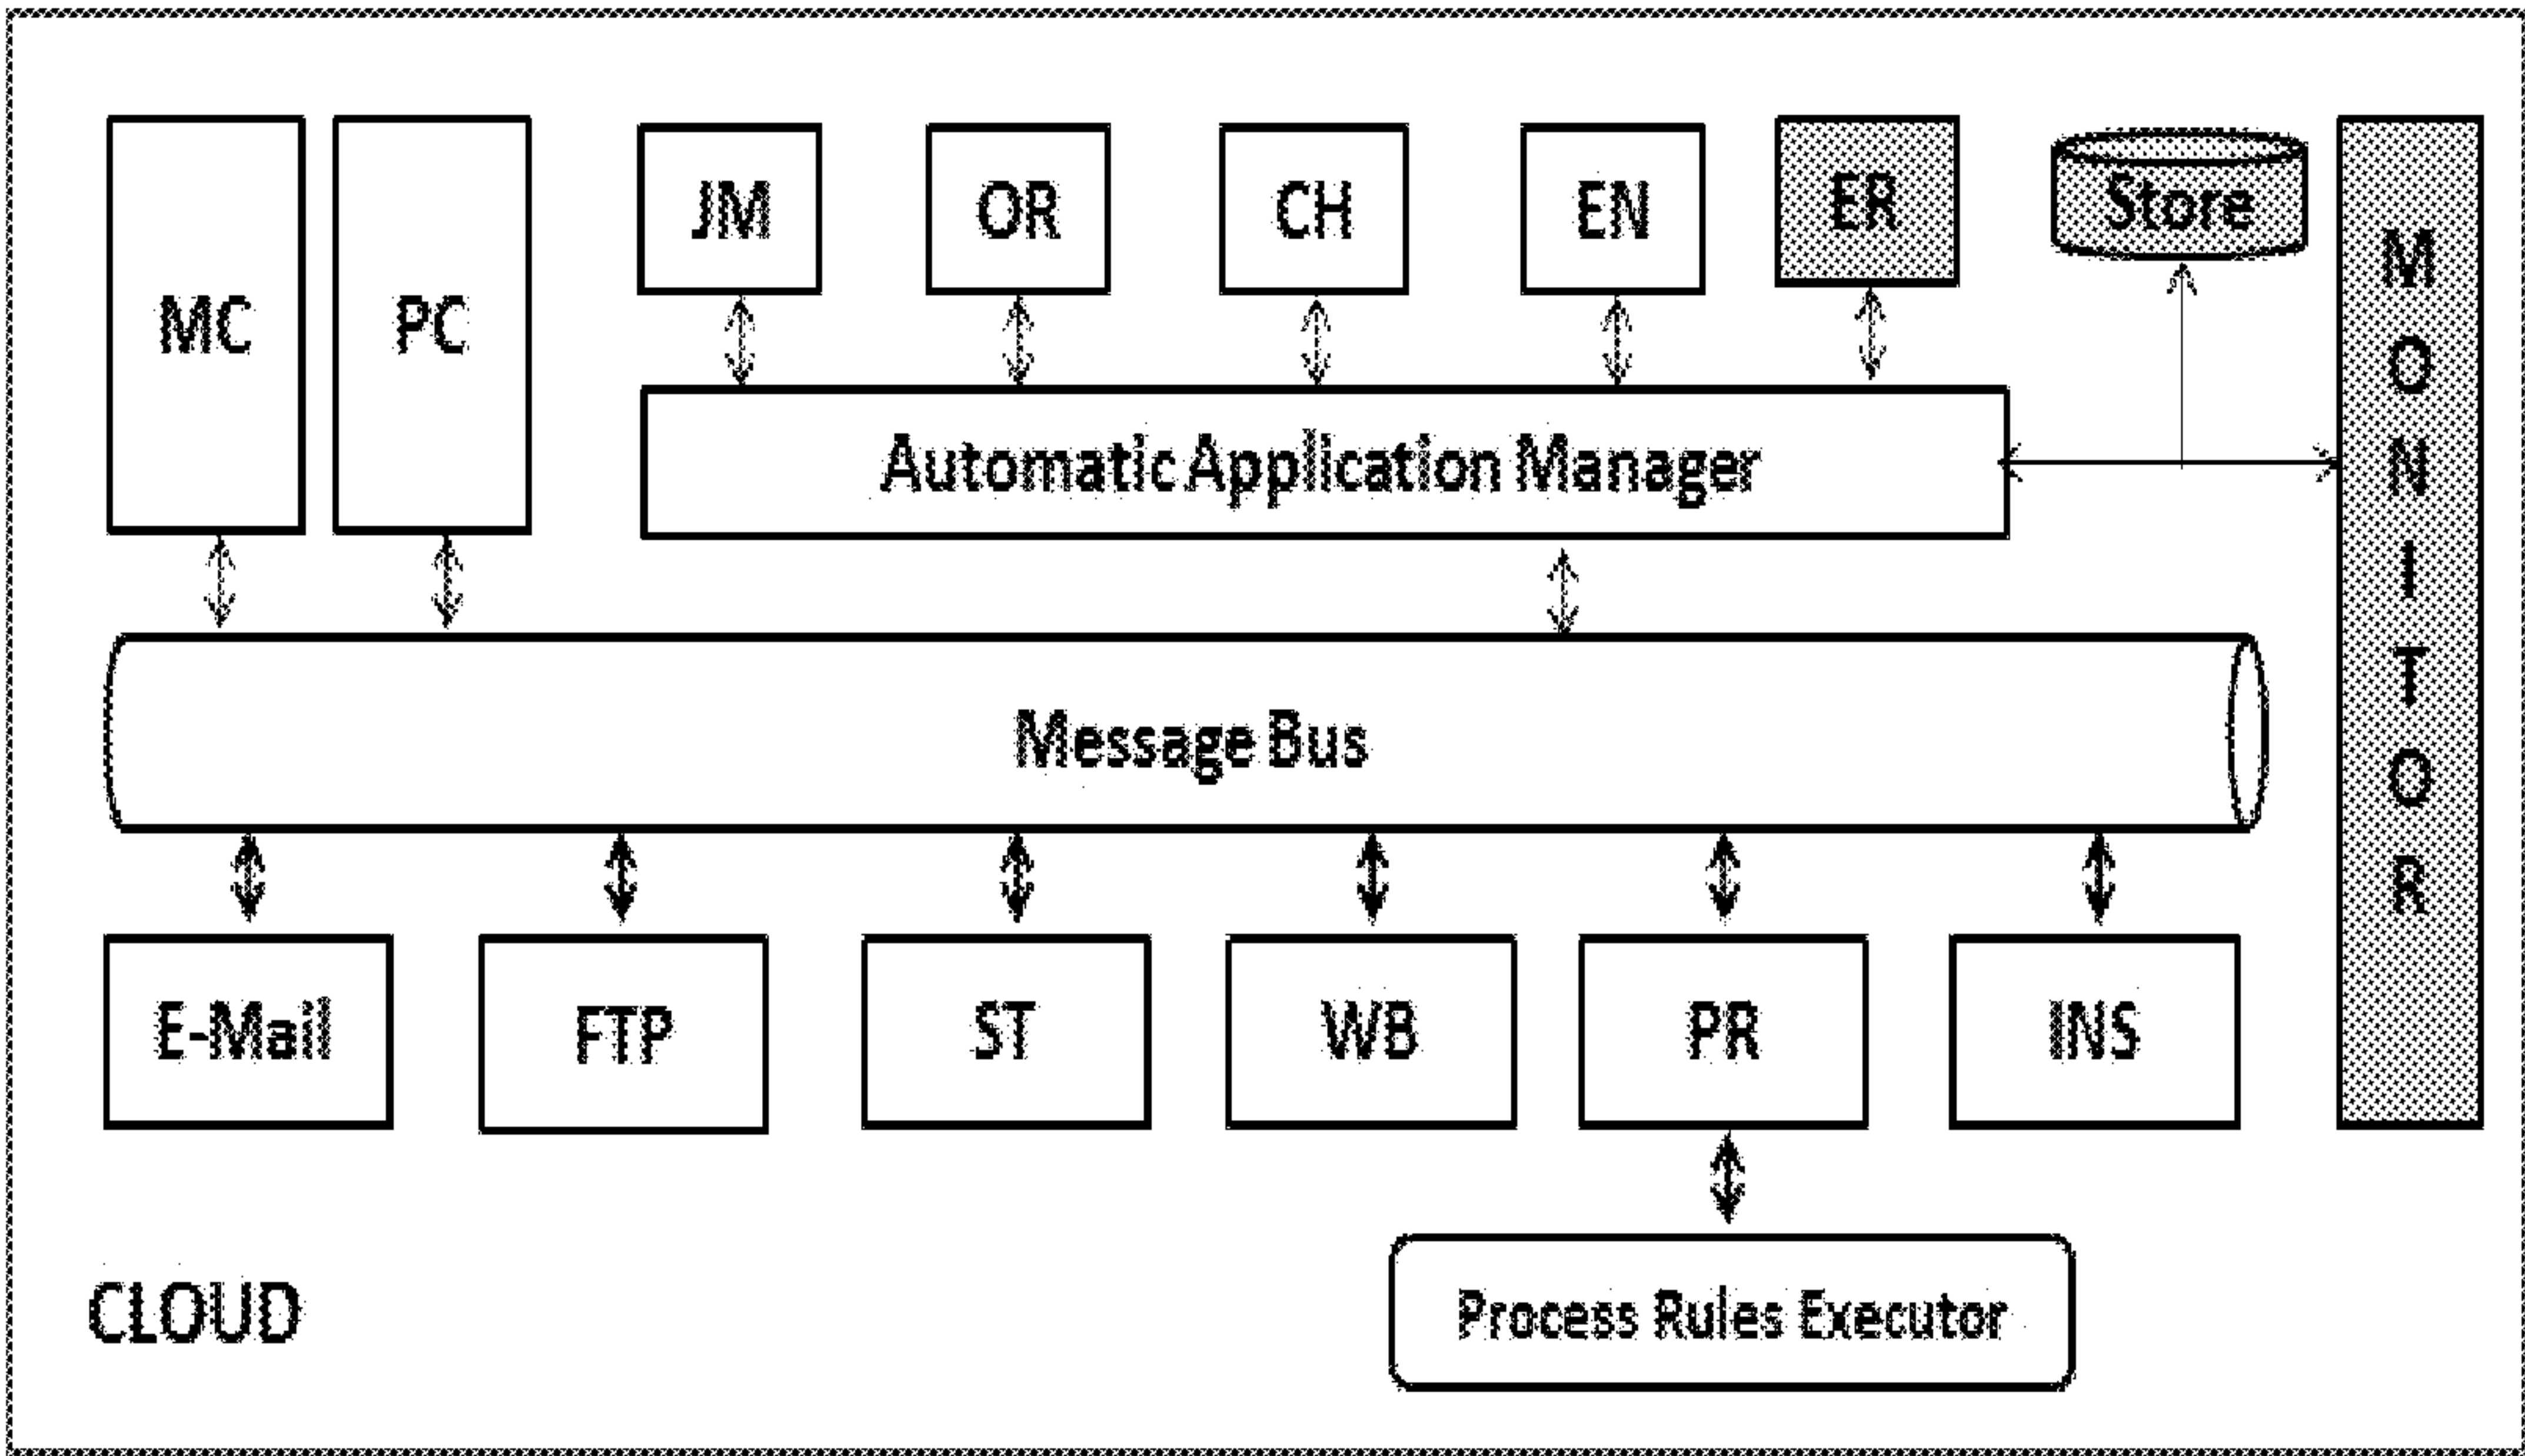 JM
OR
CH
EN
ER
Store
MC
PC
MONITOR
Automatic Application Manager
Message Bus
E-Mail
FTP
ST
WB
PR
INS
CLOUD
Process Rules Executor